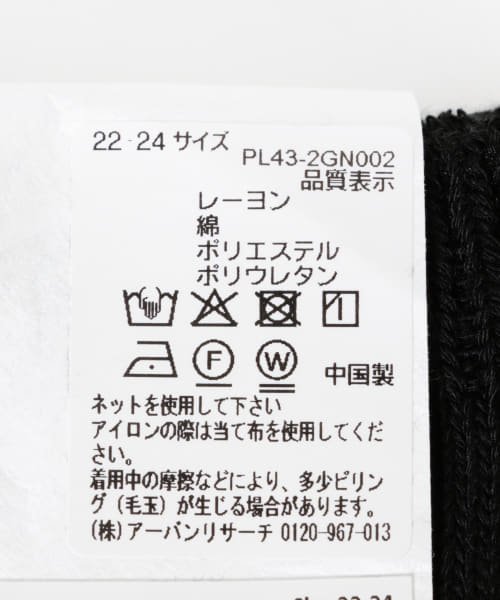 22-24サイズ
PL43-2GN002
品質表示
レーヨン
綿
ポリエステル
ポリウレタン
F
W
中国製
ネットを使用して下さい
アイロンの際は当て布を使用してくだ
さい。
着用中の摩擦などにより、多少ピリン
グ（毛玉）が生じる場合があります。
(株)アーバンリサーチ 0120-967-013